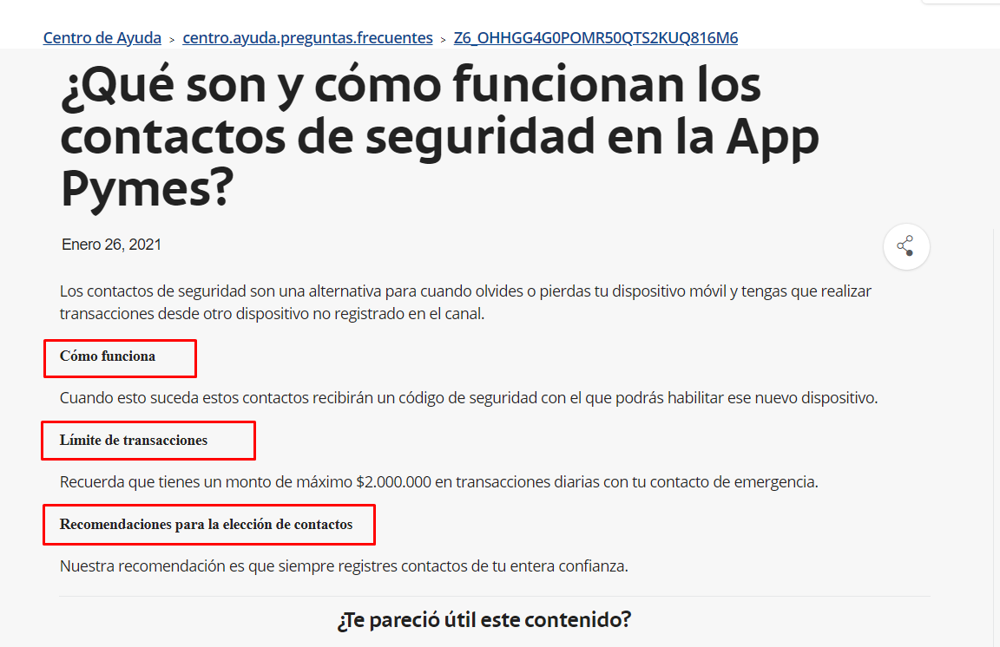 Centro de Ayuda > centro.ayuda.preguntas.frecuentes > Z6_OHHGG4G0POMR50QTS2KUQ816M6
¿Qué son y cómo funcionan los
contactos de seguridad en la App
Pymes?
Enero 26, 2021
Los contactos de seguridad son una alternativa para cuando olvides o pierdas tu dispositivo móvil y tengas que realizar
transacciones desde otro dispositivo no registrado en el canal.
Cómo funciona
Cuando esto suceda estos contactos recibirán un código de seguridad con el que podrás habilitar ese nuevo dispositivo.
Límite de transacciones
Recuerda que tienes un monto de máximo $2.000.000 en transacciones diarias con tu contacto de emergencia.
Recomendaciones para la elección de contactos
Nuestra recomendación es que siempre registres contactos de tu entera confianza.
¿Te pareció útil este contenido?